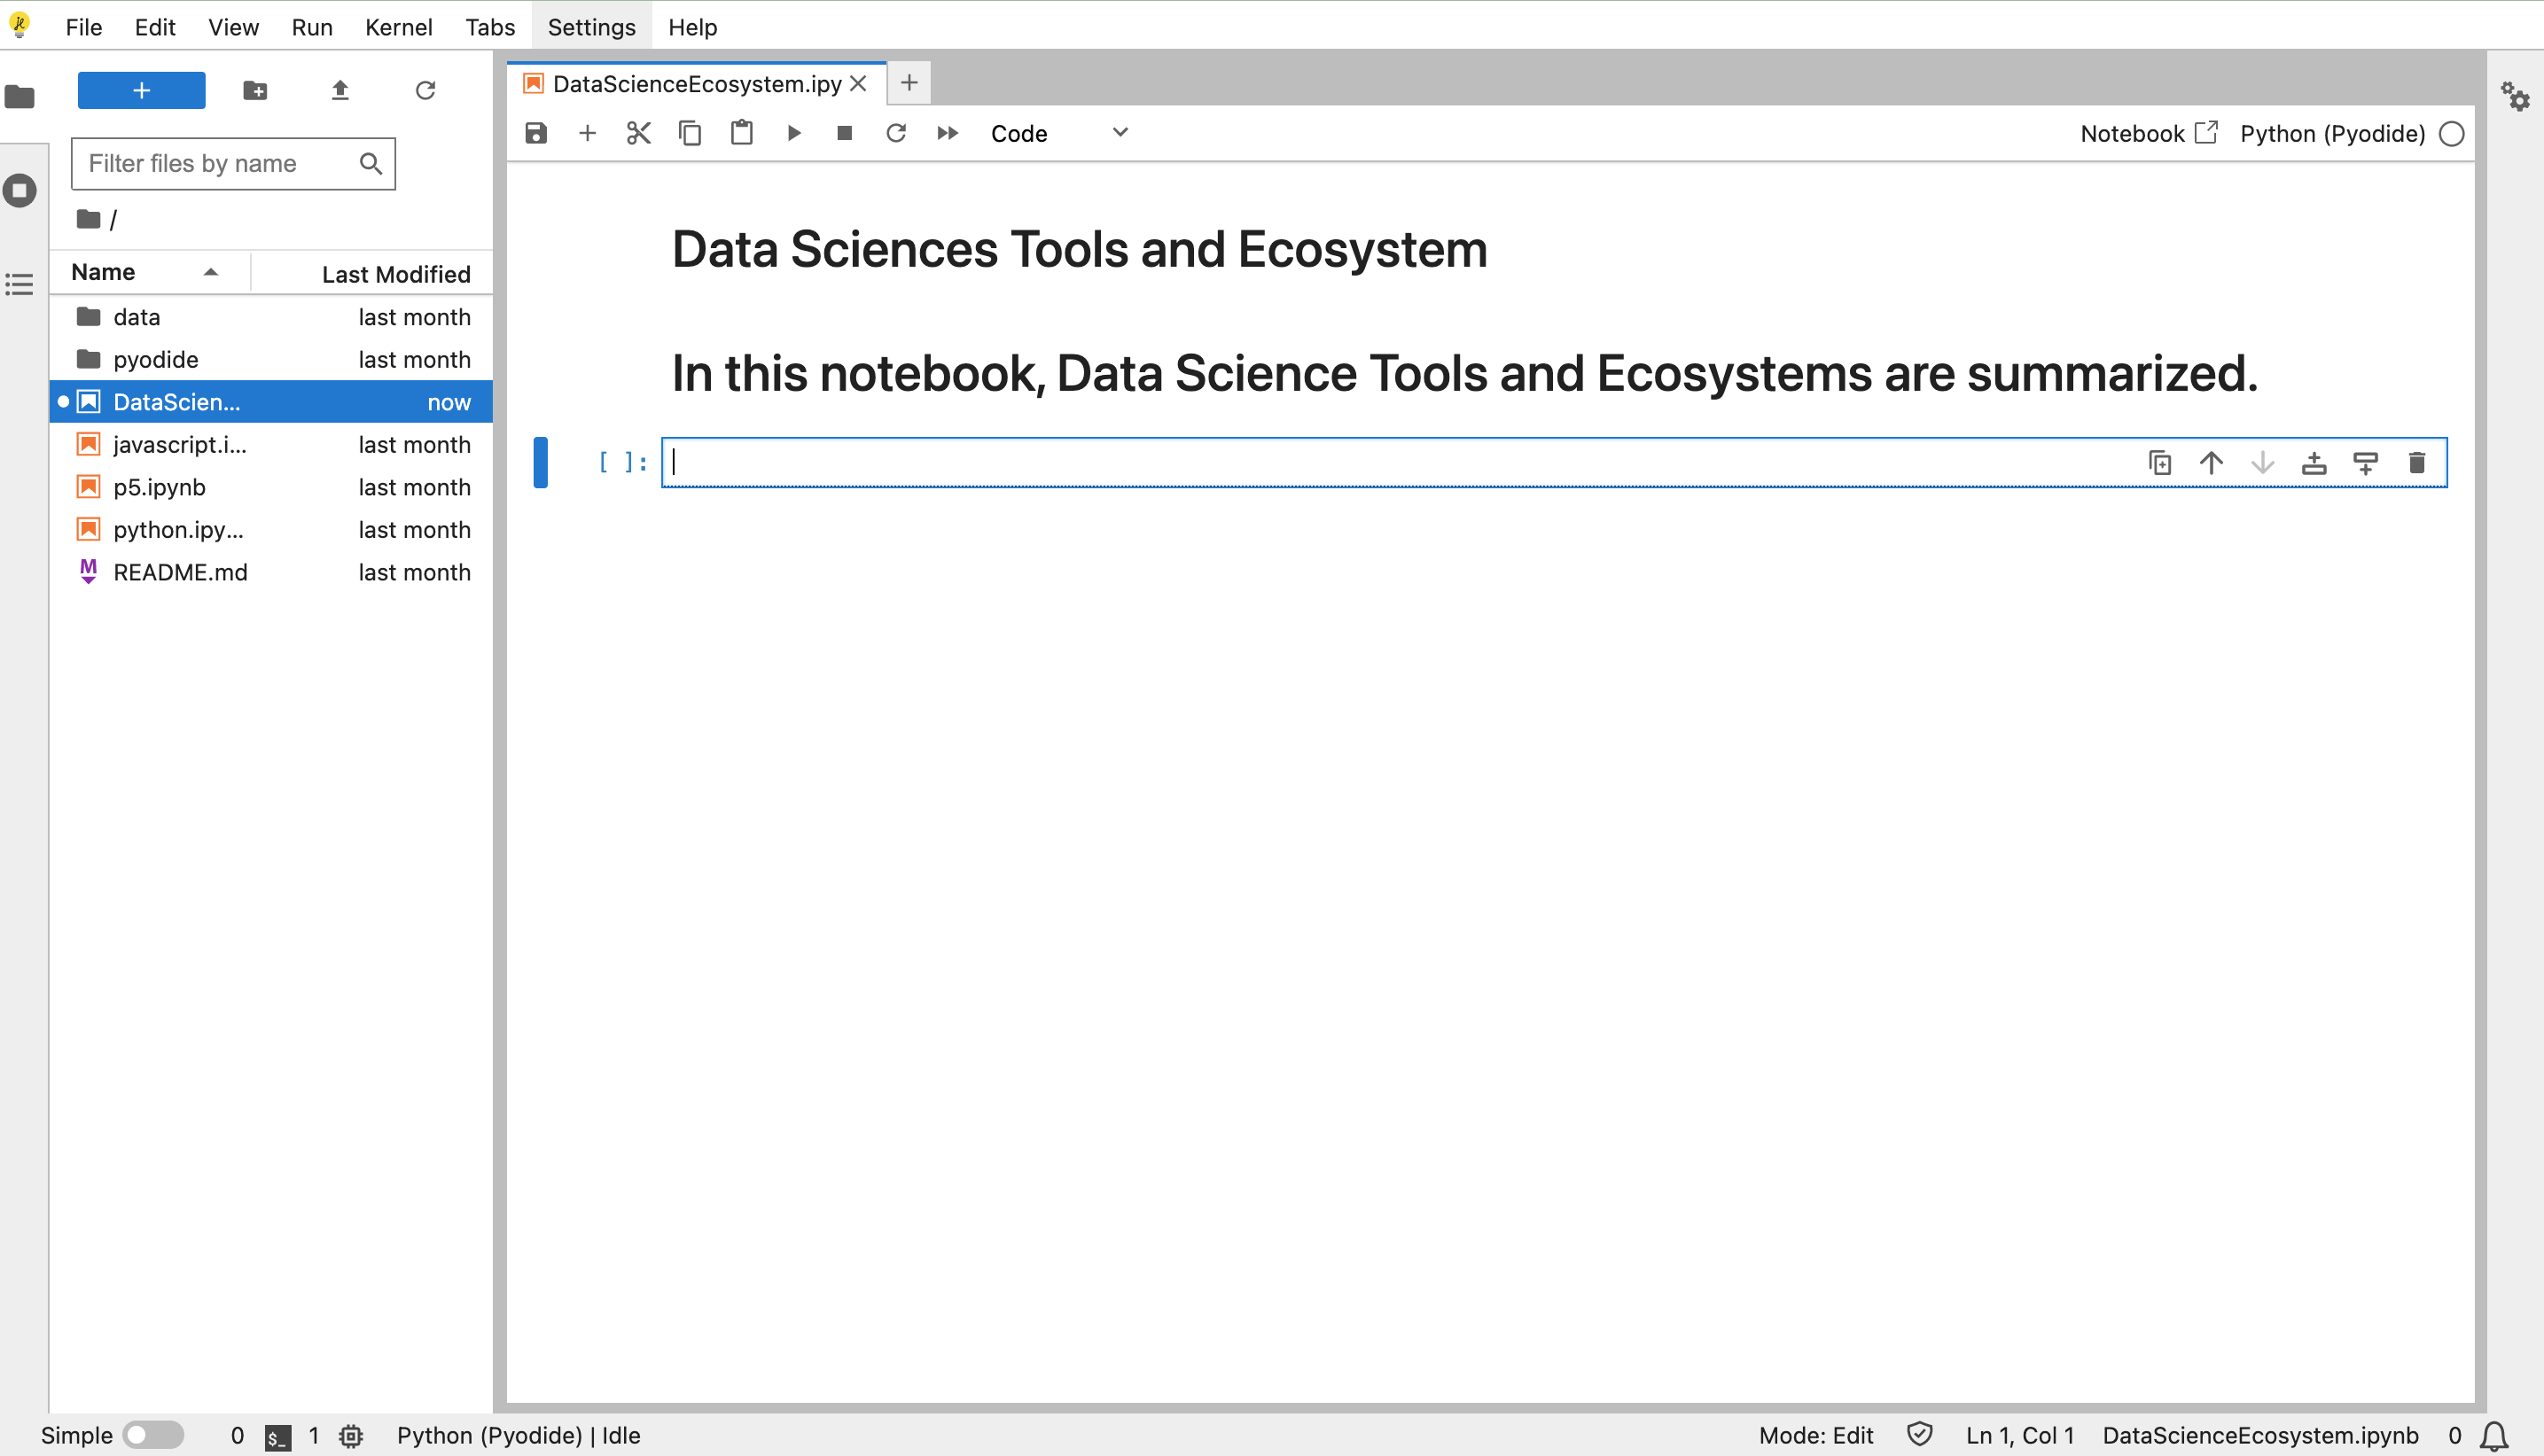 File Edit View Run Kernel Tabs Settings Help
+
Filter files by name
/
Name Last Modified
data last month
pyodide last month
DataScien... now
javascript.i... last month
p5.ipynb last month
python.ipy... last month
README.md last month
DataScienceEcosystem.ipy
Code
Notebook Python (Pyodide)
Data Sciences Tools and Ecosystem
In this notebook, Data Science Tools and Ecosystems are summarized.
[ ]:
Simple 0 $_ 1 Python (Pyodide) | Idle
Mode: Edit Ln 1, Col 1 DataScienceEcosystem.ipynb 0